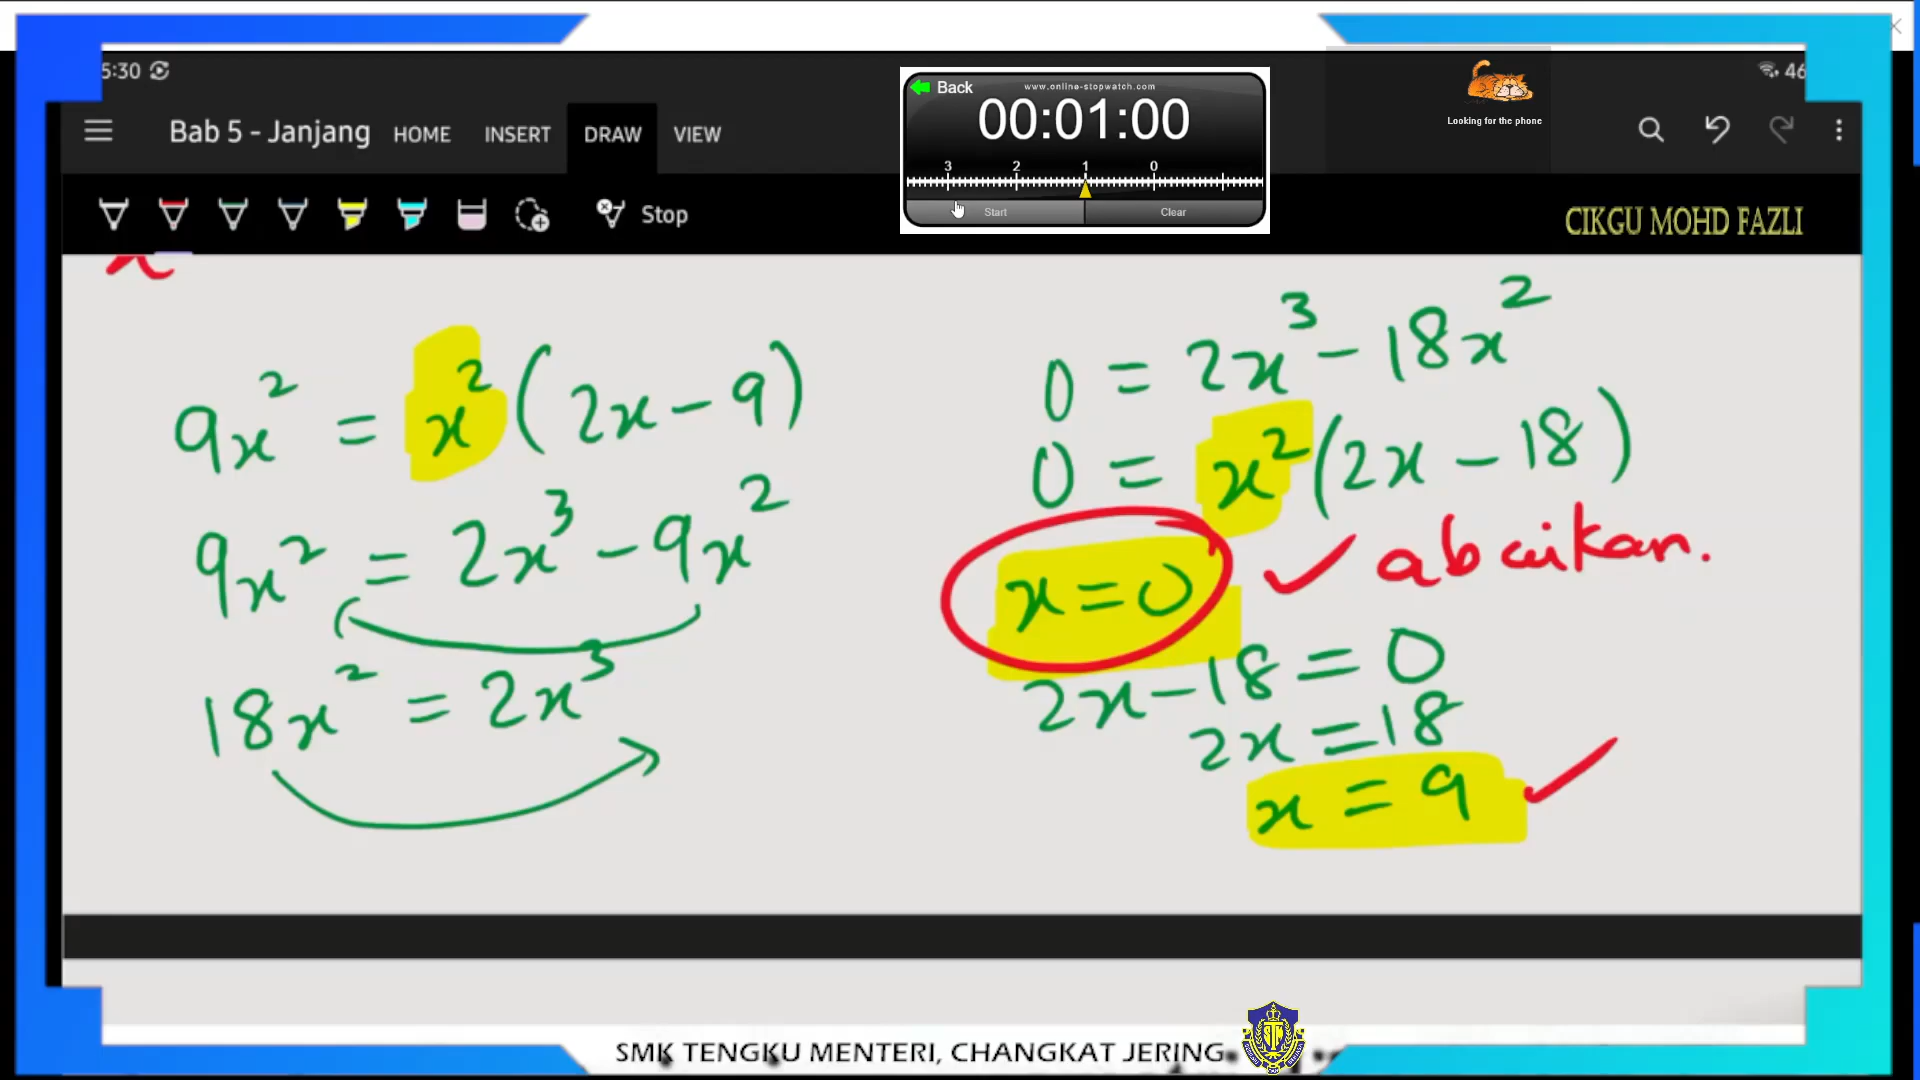 5:30
46
Back
www.online-stopwatch.com
00:01:00
3 2 1 0
Start Clear
Looking for the phone
Bab 5 - Janjang HOME INSERT DRAW VIEW
Stop
CIKGU MOHD FAZLI
x
9x² = x²(2x - 9)
9x² = 2x³ - 9x²
18x² = 2x³
0 = 2x³ - 18x²
0 = x²(2x - 18)
x = 0 ✓ abaikan.
2x - 18 = 0
2x = 18
x = 9 ✓
SMK TENGKU MENTERI, CHANGKAT JERING